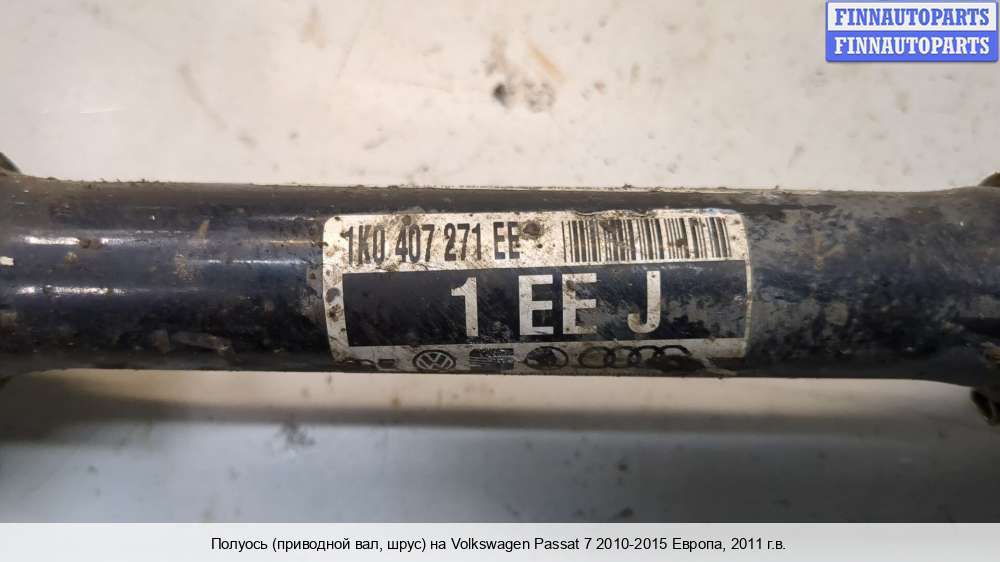 FINNAUTOPARTS
FINNAUTOPARTS
1K0 407 271 EE
1 EE J
Полуось (приводной вал, шрус) на Volkswagen Passat 7 2010-2015 Европа, 2011 г.в.